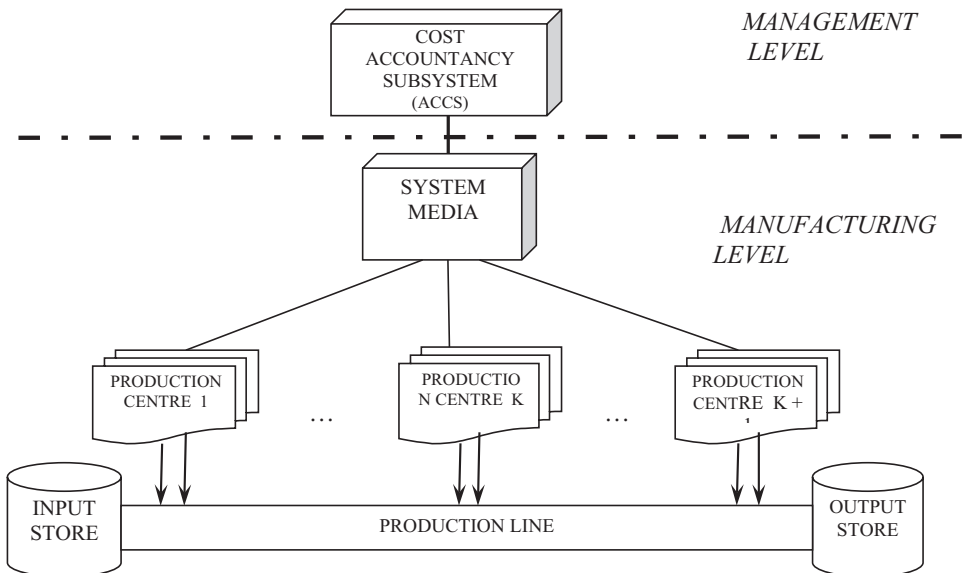 COST
ACCOUNTANCY
SUBSYSTEM
(ACCS)
MANAGEMENT
LEVEL
SYSTEM
MEDIA
MANUFACTURING
LEVEL
PRODUCTION
CENTRE 1
...
PRODUCTIO
N CENTRE K
...
PRODUCTION
CENTRE K +
INPUT
STORE
PRODUCTION LINE
OUTPUT
STORE